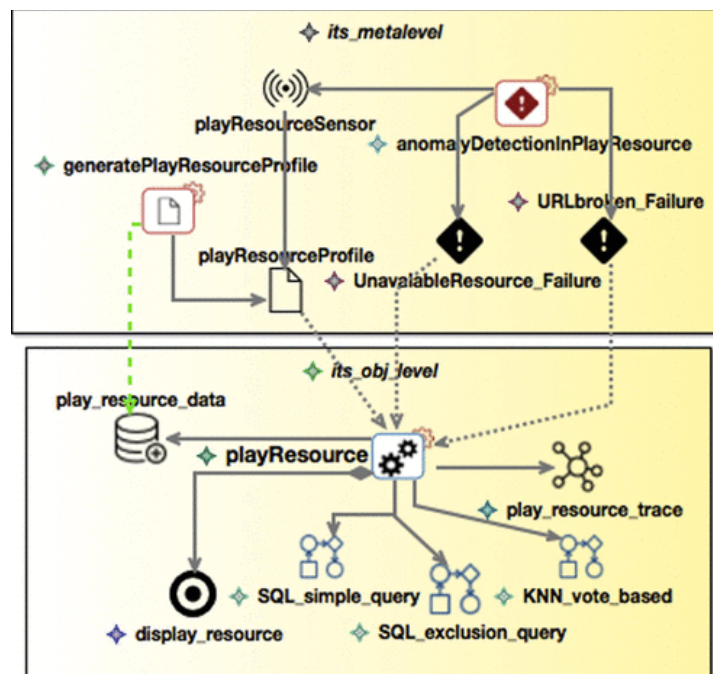 its_metalevel
playResourceSensor
anomalyDetectionInPlayResource
generatePlayResourceProfile
URLbroken_Failure
playResourceProfile
UnavalableResource_Failure
its_obj_level
play_resource_data
playResource
play_resource_trace
SQL_simple_query
KNN_vote_based
display_resource
SQL_exclusion_query